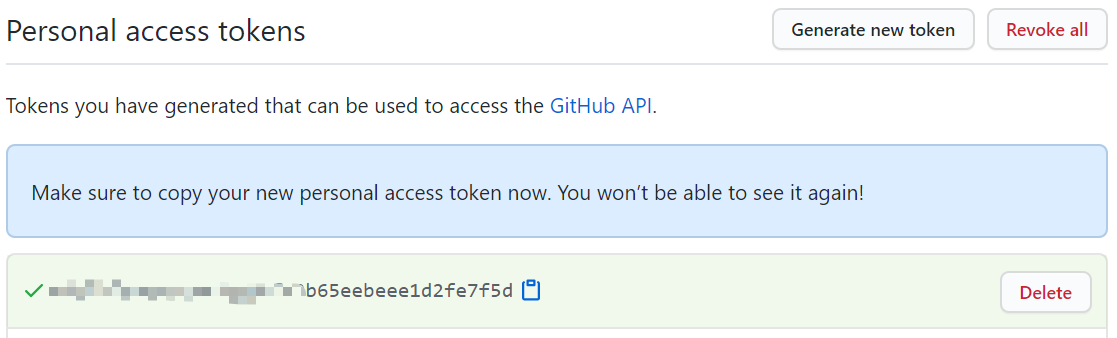 Personal access tokens
Generate new token
Revoke all
Tokens you have generated that can be used to access the GitHub API.
Make sure to copy your new personal access token now. You won't be able to see it again!
b65eebeee1d2fe7f5d
Delete